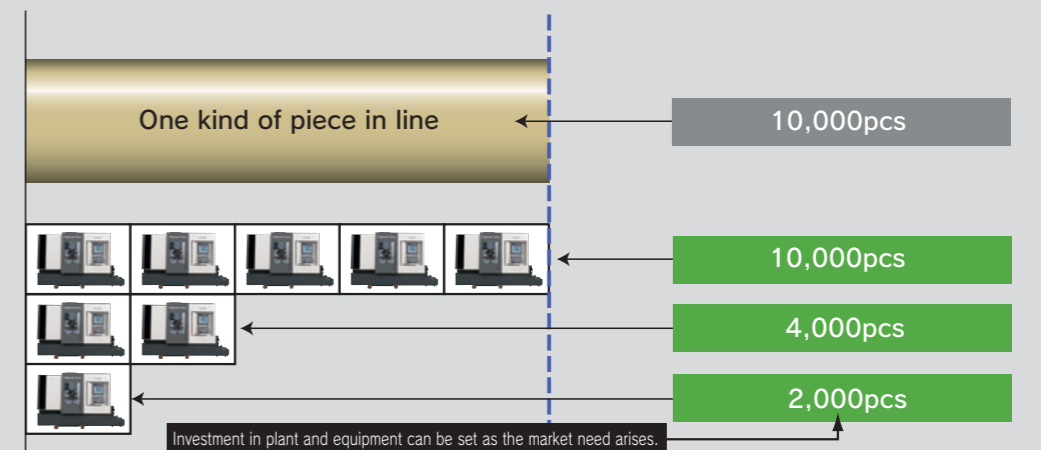 One kind of piece in line
10,000pcs
10,000pcs
4,000pcs
2,000pcs
Investment in plant and equipment can be set as the market need arises.